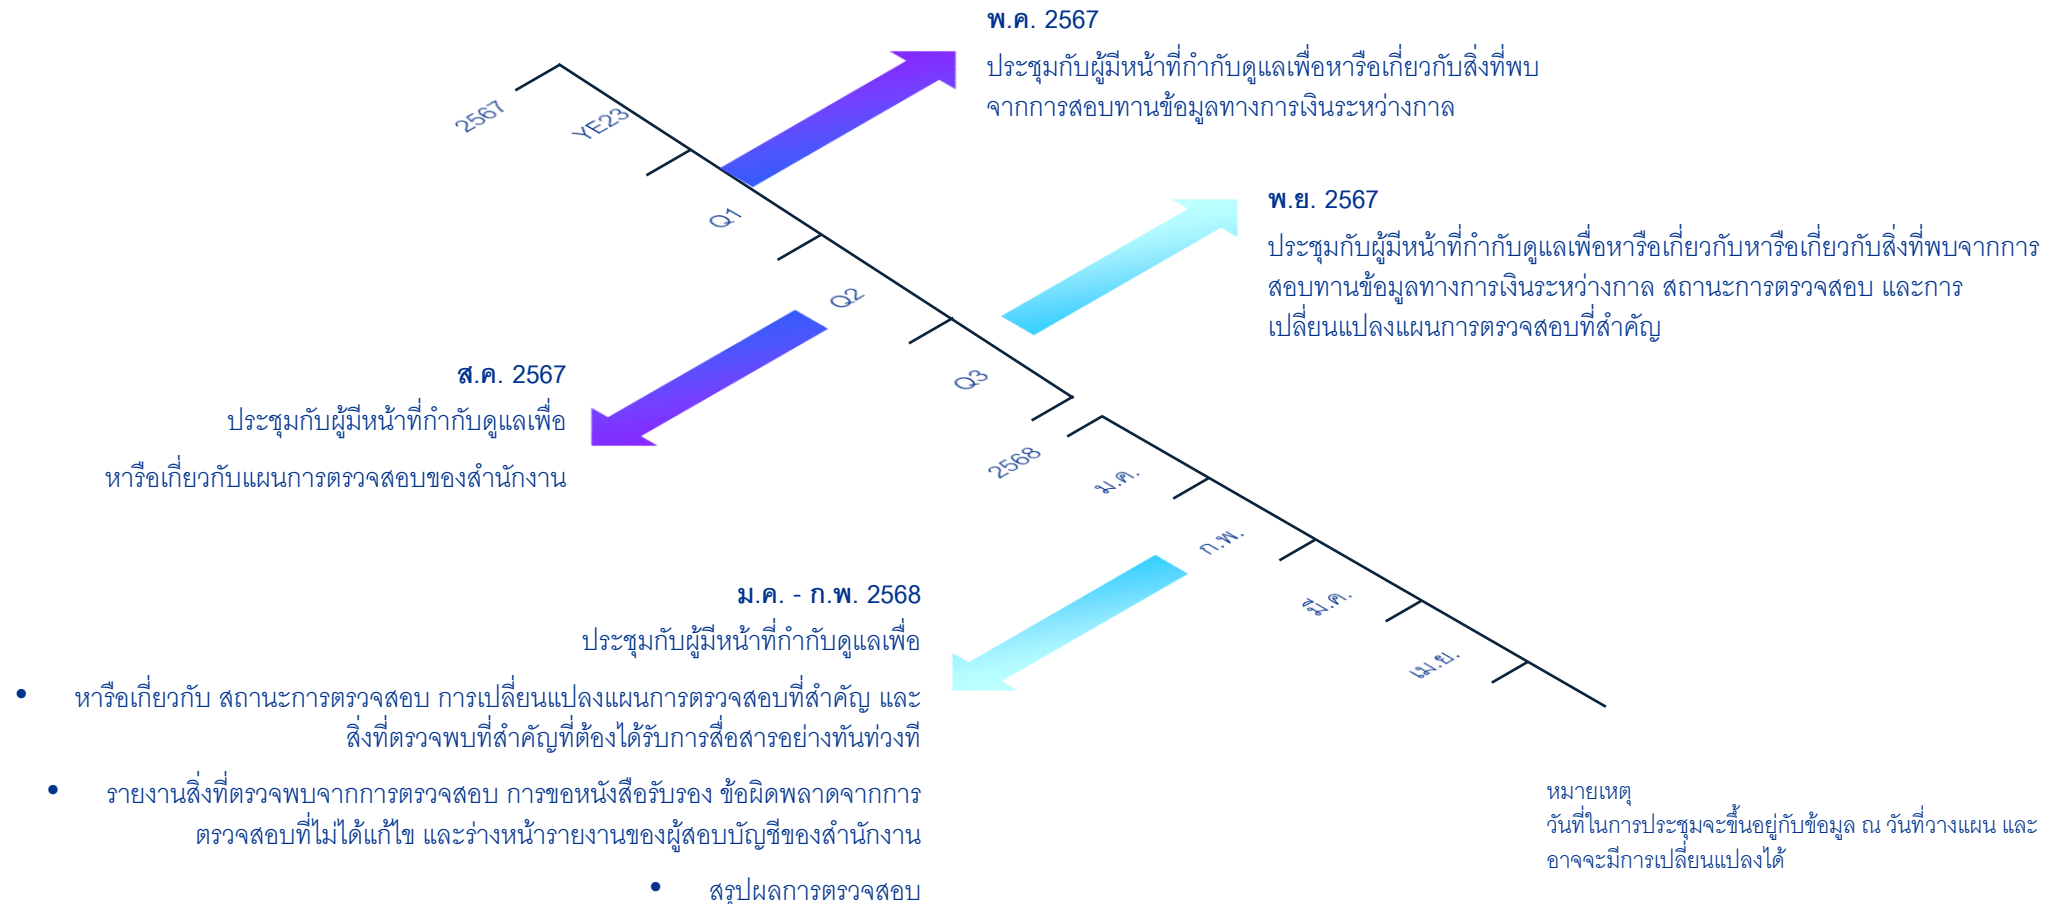 พ.ค. 2567
ประชุมกับผู้มีหน้าที่กำกับดูแลเพื่อหารือเกี่ยวกับสิ่งที่พบ
จากการสอบทานข้อมูลทางการเงินระหว่างกาล
2567
YE23
Q1
Q2
Q3
พ.ย. 2567
ประชุมกับผู้มีหน้าที่กำกับดูแลเพื่อหารือเกี่ยวกับหารือเกี่ยวกับสิ่งที่พบจากการ
สอบทานข้อมูลทางการเงินระหว่างกาล สถานะการตรวจสอบ และการ
เปลี่ยนแปลงแผนการตรวจสอบที่สำคัญ
ส.ค. 2567
ประชุมกับผู้มีหน้าที่กำกับดูแลเพื่อ
หารือเกี่ยวกับแผนการตรวจสอบของสำนักงาน
2568
ม.ค.
ก.พ.
มี.ค.
เม.ย.
ม.ค. - ก.พ. 2568
ประชุมกับผู้มีหน้าที่กำกับดูแลเพื่อ
• หารือเกี่ยวกับ สถานะการตรวจสอบ การเปลี่ยนแปลงแผนการตรวจสอบที่สำคัญ และ
สิ่งที่ตรวจพบที่สำคัญที่ต้องได้รับการสื่อสารอย่างทันท่วงที
• รายงานสิ่งที่ตรวจพบจากการตรวจสอบ การขอหนังสือรับรอง ข้อผิดพลาดจากการ
ตรวจสอบที่ไม่ได้แก้ไข และร่างหน้ารายงานของผู้สอบบัญชีของสำนักงาน
• สรุปผลการตรวจสอบ
หมายเหตุ
วันที่ในการประชุมจะขึ้นอยู่กับข้อมูล ณ วันที่วางแผน และ
อาจจะมีการเปลี่ยนแปลงได้